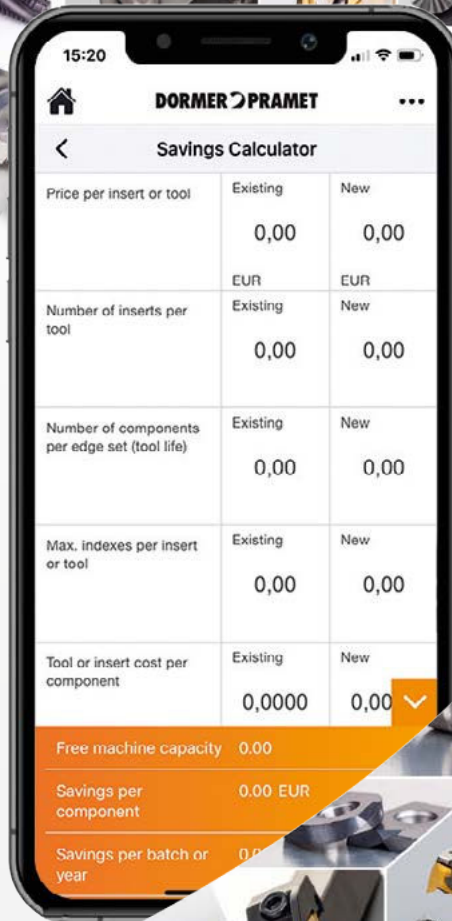 15:20
DORMER PRAMET
Savings Calculator
Price per insert or tool
Existing
New
0,00
0,00
EUR
EUR
Number of inserts per
tool
Existing
New
0,00
0,00
Number of components
per edge set (tool life)
Existing
New
0,00
0,00
Max. indexes per insert
or tool
Existing
New
0,00
0,00
Tool or insert cost per
component
Existing
New
0,0000
0,00
Free machine capacity 0.00
Savings per
component
0.00 EUR
Savings per batch or
year